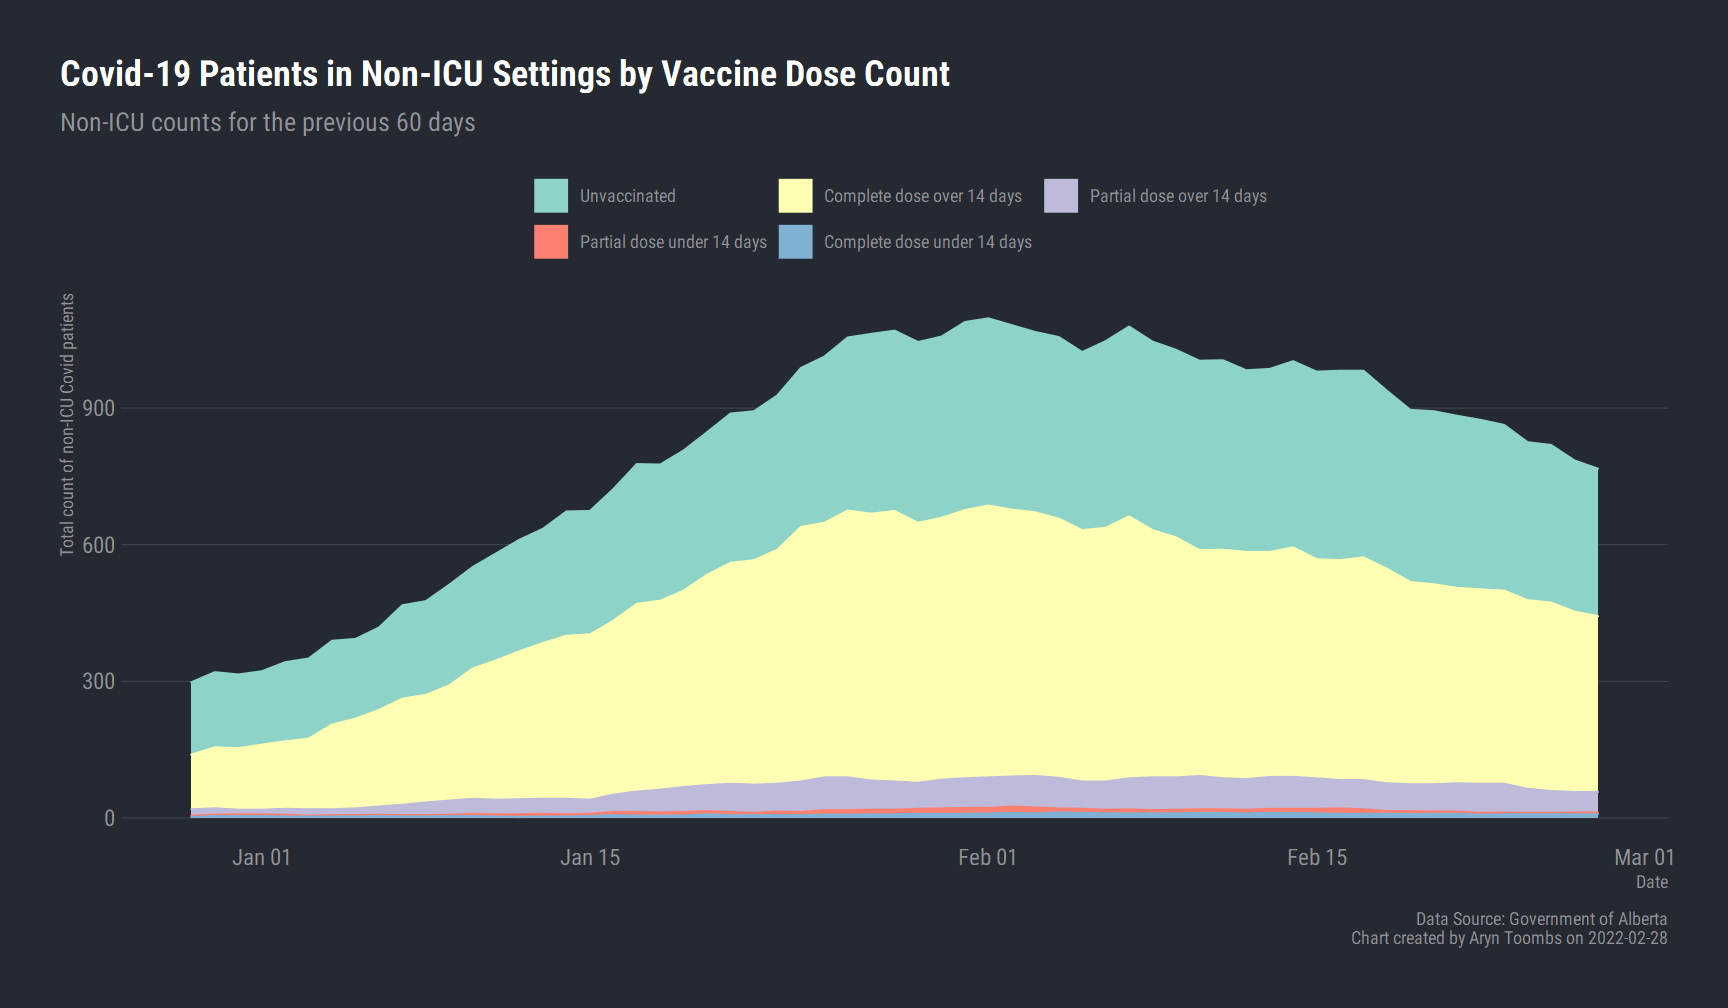 Covid-19 Patients in Non-ICU Settings by Vaccine Dose Count
Non-ICU counts for the previous 60 days
Unvaccinated
Complete dose over 14 days
Partial dose over 14 days
Partial dose under 14 days
Complete dose under 14 days
Total count of non-ICU Covid patients
900
600
300
0
Jan 01
Jan 15
Feb 01
Feb 15
Mar 01
Date
Data Source: Government of Alberta
Chart created by Aryn Toombs on 2022-02-28